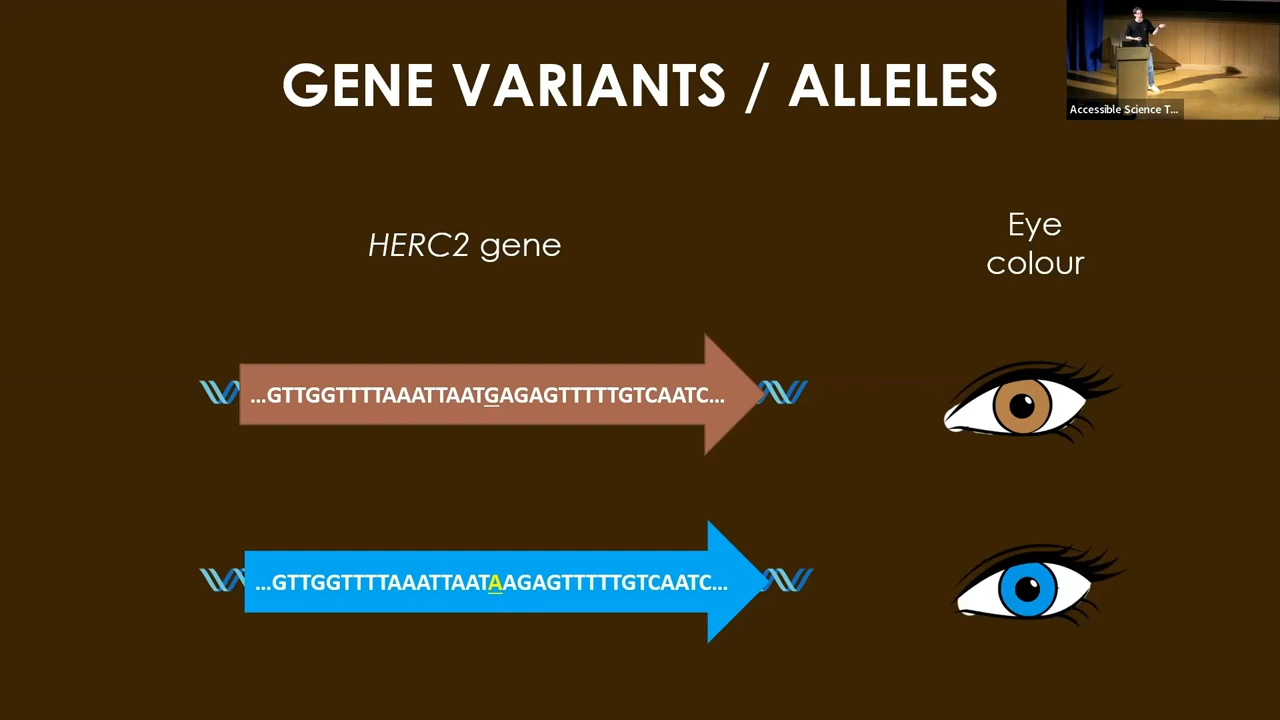 GENE VARIANTS / ALLELES
Accessible Science T...
HERC2 gene
Eye
colour
...GTTGGTTTTAAATTAATGAGAGTTTTTGTCAATC...
...GTTGGTTTTAAATTAATAAGAGTTTTTGTCAATC...